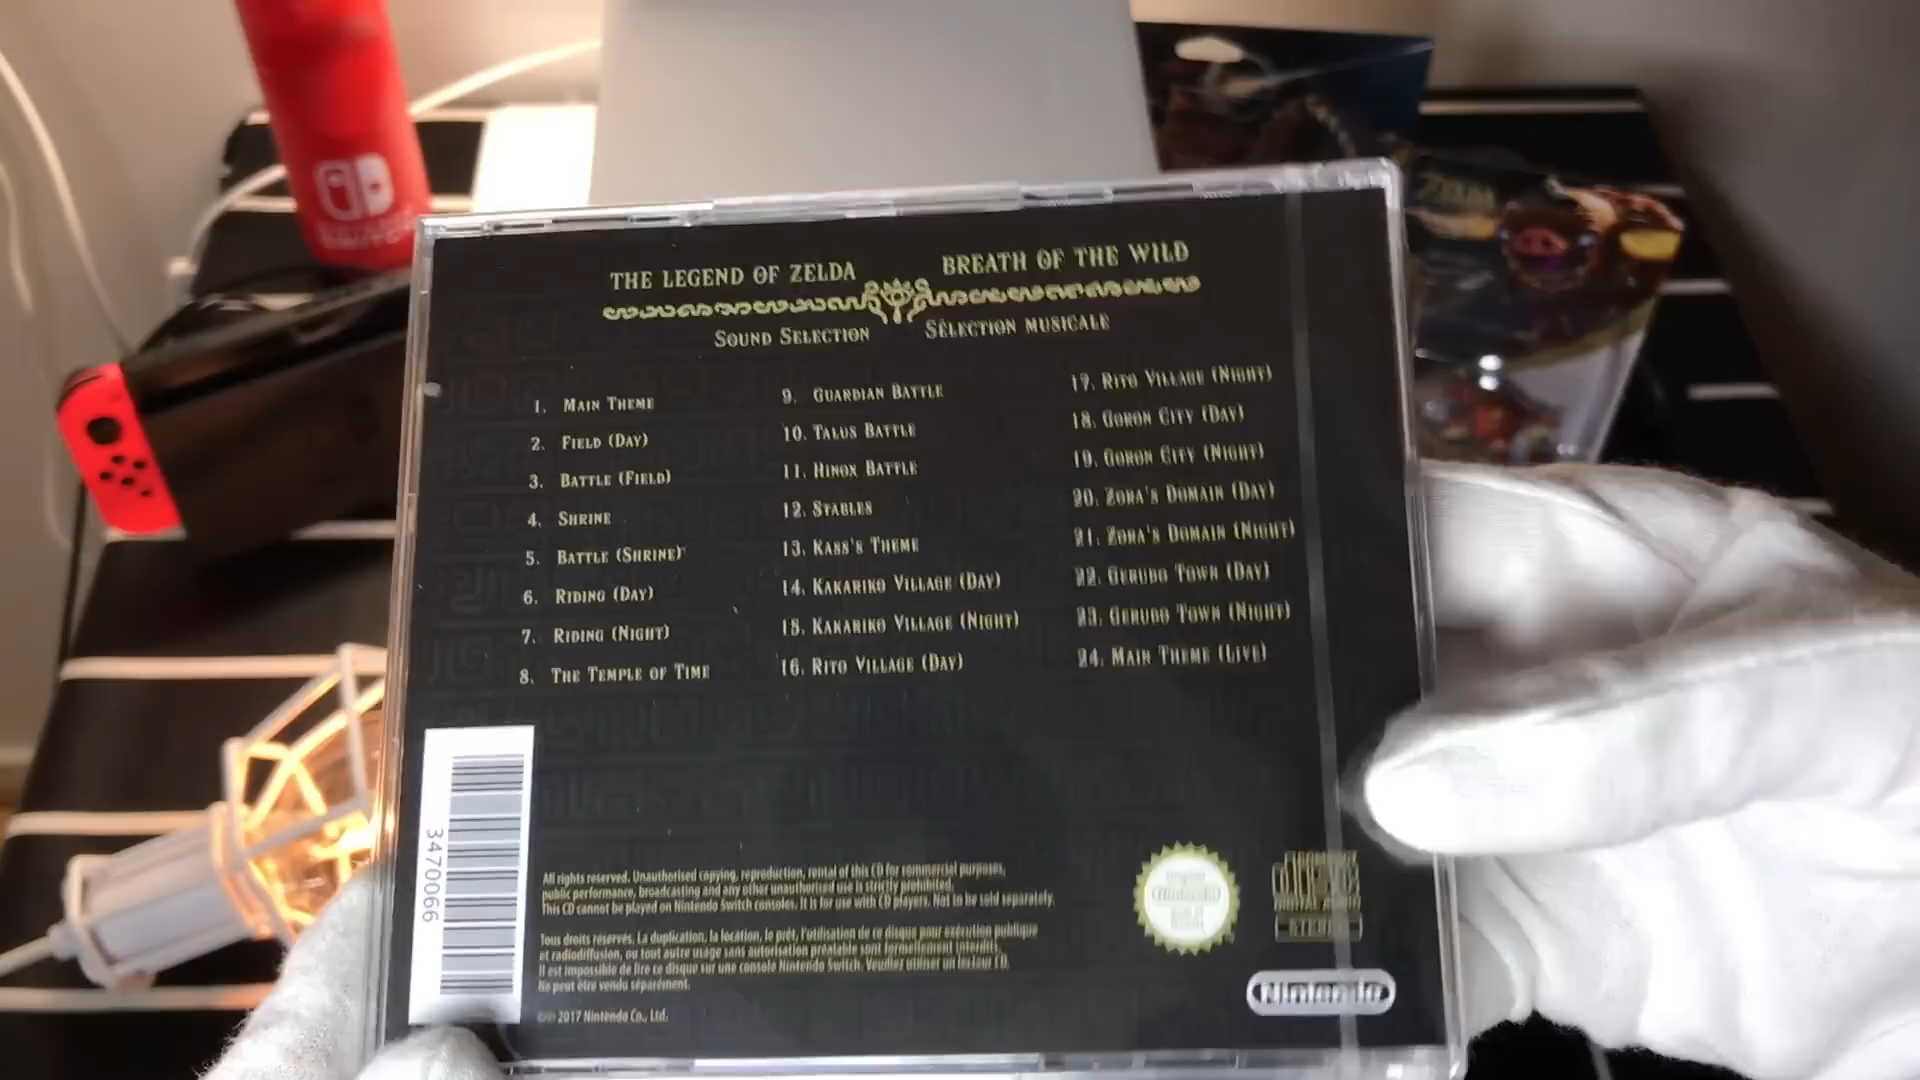 SWITCH
ZELDA
THE LEGEND OF ZELDA
BREATH OF THE WILD
SOUND SELECTION
SÉLECTION MUSICALE
1. MAIN THEME
2. FIELD (DAY)
3. BATTLE (FIELD)
4. SHRINE
5. BATTLE (SHRINE)
6. RIDING (DAY)
7. RIDING (NIGHT)
8. THE TEMPLE OF TIME
9. GUARDIAN BATTLE
10. TALUS BATTLE
11. HINOX BATTLE
12. STABLES
13. KASS'S THEME
14. KAKARIKO VILLAGE (DAY)
15. KAKARIKO VILLAGE (NIGHT)
16. RITO VILLAGE (DAY)
17. RITO VILLAGE (NIGHT)
18. GORON CITY (DAY)
19. GORON CITY (NIGHT)
20. ZORA'S DOMAIN (DAY)
21. ZORA'S DOMAIN (NIGHT)
22. GERUDO TOWN (DAY)
23. GERUDO TOWN (NIGHT)
24. MAIN THEME (LIVE)
3470066
All rights reserved. Unauthorised copying, reproduction, rental of this CD for commercial purposes,
public performance, broadcasting and any other unauthorised use is strictly prohibited.
This CD cannot be played on Nintendo Switch consoles. It is for use with CD players. Not to be sold separately.
Tous droits réservés. La duplication, la location, le prêt, l'utilisation de ce disque pour exécution publique
et radiodiffusion, ou tout autre usage sans autorisation préalable sont formellement interdits.
Il est impossible de lire ce disque sur une console Nintendo Switch. Veuillez utiliser un lecteur CD.
Ne peut être vendu séparément.
© 2017 Nintendo Co., Ltd.
Original
Nintendo
COMPACT
disc
DIGITAL AUDIO
STEREO
Nintendo